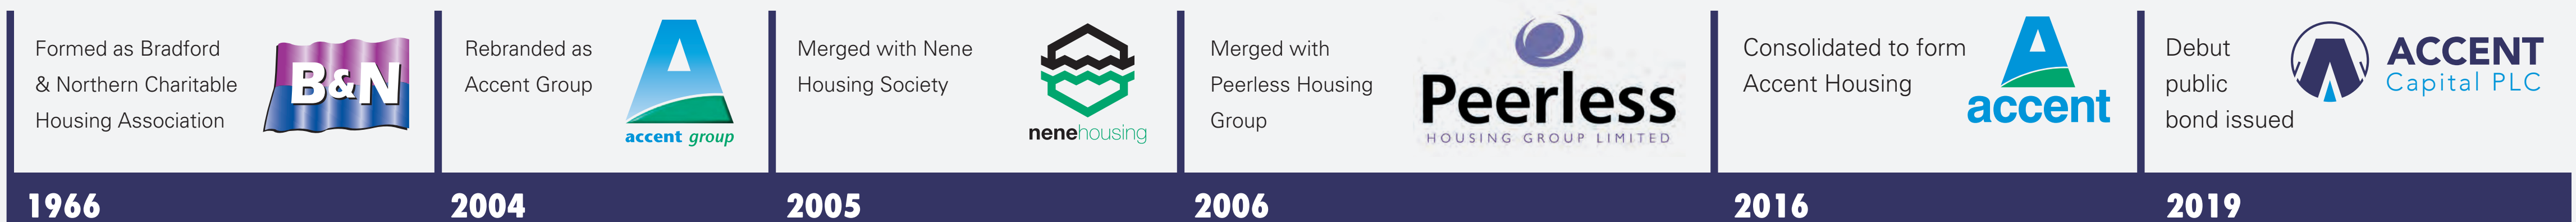 Formed as Bradford
& Northern Charitable
Housing Association
B&N
1966
Rebranded as
Accent Group
A
accent group
2004
Merged with Nene
Housing Society
nenehousing
2005
Merged with
Peerless Housing
Group
Peerless
HOUSING GROUP LIMITED
2006
Consolidated to form
Accent Housing
A
accent
2016
Debut
public
bond issued
ACCENT
Capital PLC
2019